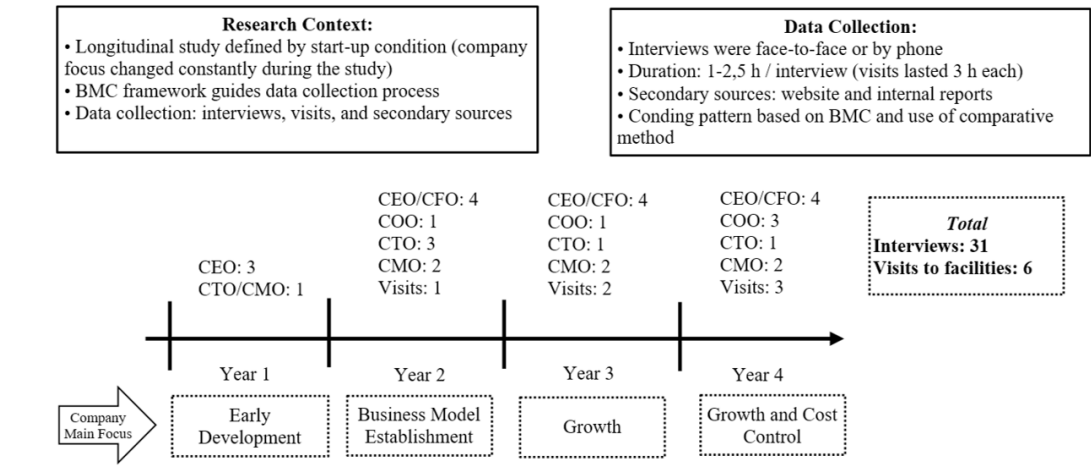 Research Context:
• Longitudinal study defined by start-up condition (company
focus changed constantly during the study)
• BMC framework guides data collection process
• Data collection: interviews, visits, and secondary sources
Data Collection:
• Interviews were face-to-face or by phone
• Duration: 1-2,5 h / interview (visits lasted 3 h each)
• Secondary sources: website and internal reports
• Conding pattern based on BMC and use of comparative
method
CEO: 3
CTO/CMO: 1
CEO/CFO: 4
COO: 1
CTO: 3
CMO: 2
Visits: 1
CEO/CFO: 4
COO: 1
CTO: 1
CMO: 2
Visits: 2
CEO/CFO: 4
COO: 3
CTO: 1
CMO: 2
Visits: 3
Total
Interviews: 31
Visits to facilities: 6
Year 1
Year 2
Year 3
Year 4
Company
Main Focus
Early
Development
Business Model
Establishment
Growth
Growth and Cost
Control